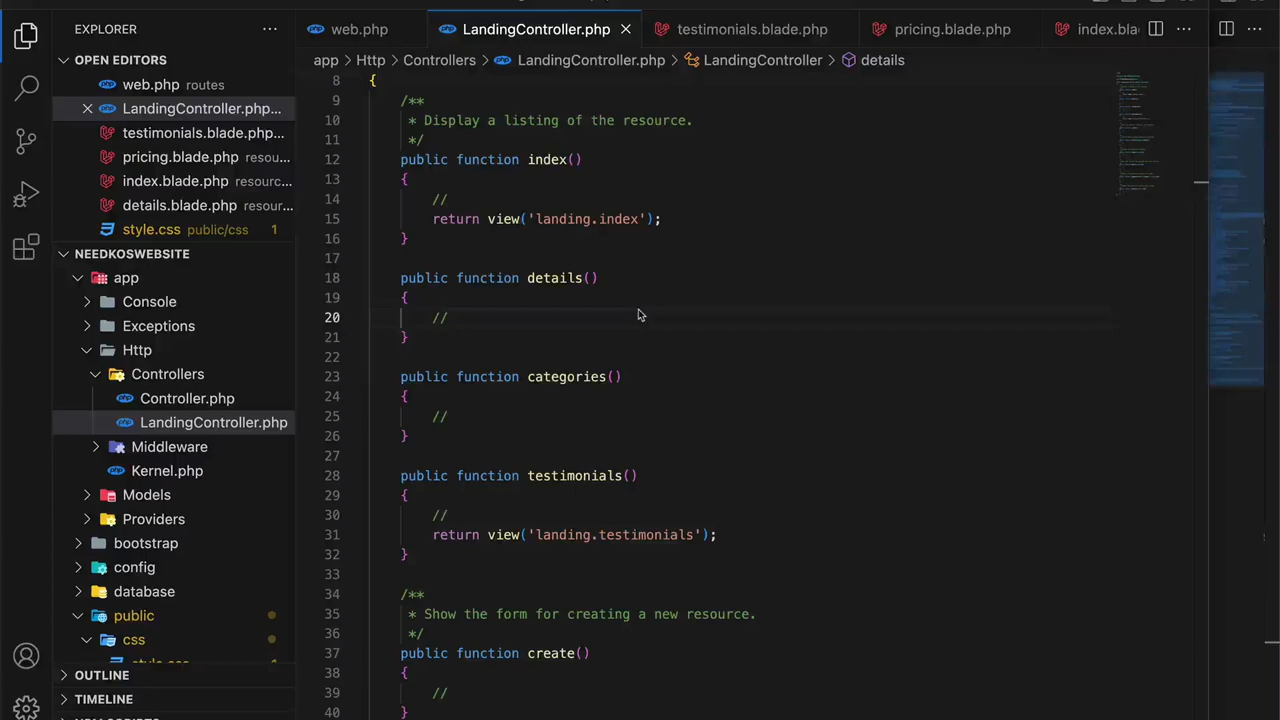 EXPLORER
web.php
LandingController.php
testimonials.blade.php
pricing.blade.php
index.bla
OPEN EDITORS
app > Http > Controllers > LandingController.php > LandingController > details
web.php routes
LandingController.php...
testimonials.blade.php...
pricing.blade.php resou...
index.blade.php resourc...
details.blade.php resour...
style.css public/css 1
NEEDKOSWEBSITE
app
Console
Exceptions
Http
Controllers
Controller.php
LandingController.php
Middleware
Kernel.php
Models
Providers
bootstrap
config
database
public
css
style.css
OUTLINE
TIMELINE
NPM SCRIPTS
8 {
9 /**
10 * Display a listing of the resource.
11 */
12 public function index()
13 {
14 //
15 return view('landing.index');
16 }
17
18 public function details()
19 {
20 //
21 }
22
23 public function categories()
24 {
25 //
26 }
27
28 public function testimonials()
29 {
30 //
31 return view('landing.testimonials');
32 }
33
34 /**
35 * Show the form for creating a new resource.
36 */
37 public function create()
38 {
39 //
40 }